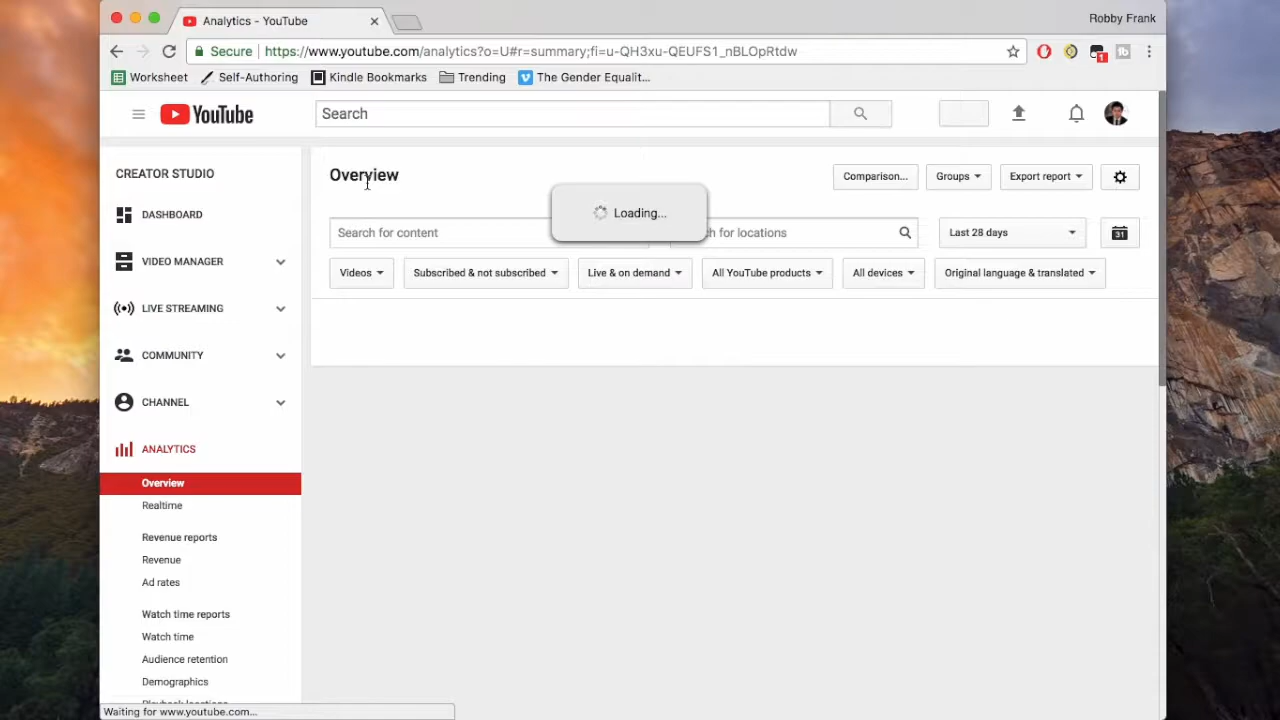 Analytics - YouTube
Robby Frank
Secure https://www.youtube.com/analytics?o=U#r=summary;fi=u-QH3xu-QEUFS1_nBLOpRtdw
Worksheet Self-Authoring Kindle Bookmarks Trending The Gender Equalit...
1
YouTube
Search
CREATOR STUDIO
DASHBOARD
VIDEO MANAGER
LIVE STREAMING
COMMUNITY
CHANNEL
ANALYTICS
Overview
Realtime
Revenue reports
Revenue
Ad rates
Watch time reports
Watch time
Audience retention
Demographics
Waiting for www.youtube.com...
Overview
Comparison... Groups Export report
Loading...
Search for content
for locations
Last 28 days
31
Videos Subscribed & not subscribed Live & on demand All YouTube products All devices Original language & translated